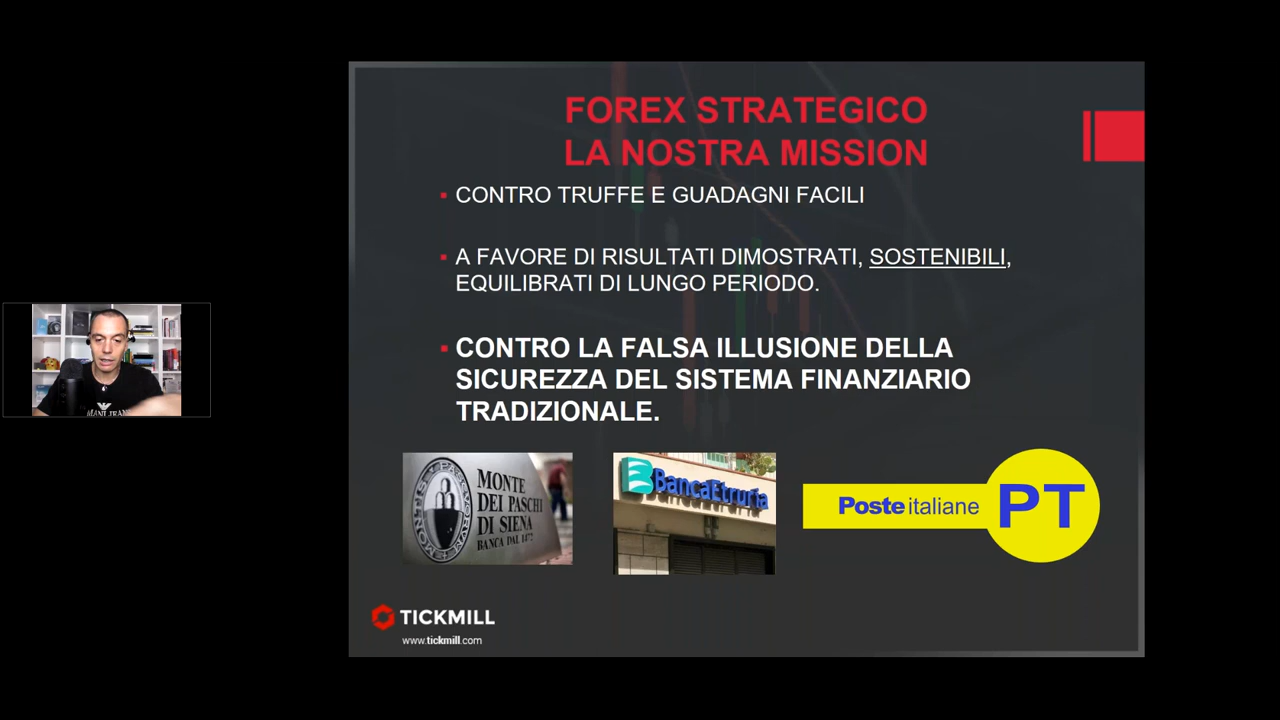 FOREX STRATEGICO
LA NOSTRA MISSION
CONTRO TRUFFE E GUADAGNI FACILI
A FAVORE DI RISULTATI DIMOSTRATI, SOSTENIBILI,
EQUILIBRATI DI LUNGO PERIODO.
CONTRO LA FALSA ILLUSIONE DELLA
SICUREZZA DEL SISTEMA FINANZIARIO
TRADIZIONALE.
MONTE
DEI PASCHI
DI SIENA
BANCA DAL 1472
BancaEtruria
Posteitaliane
PT
TICKMILL
www.tickmill.com